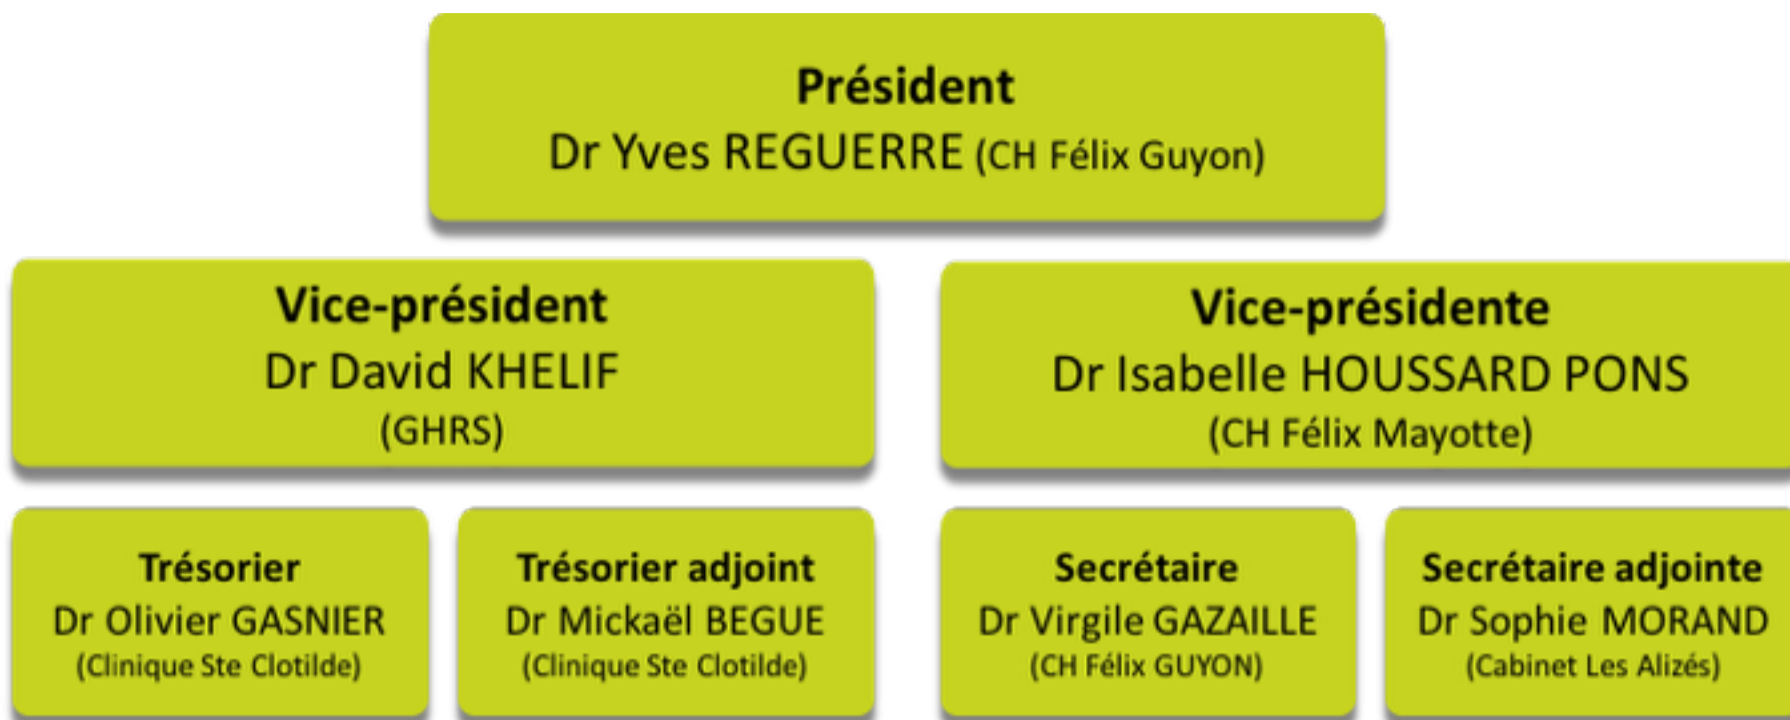 Président
Dr Yves REGUERRE (CH Félix Guyon)
Vice-président
Dr David KHELIF
(GHRS)
Vice-présidente
Dr Isabelle HOUSSARD PONS
(CH Félix Mayotte)
Trésorier
Dr Olivier GASNIER
(Clinique Ste Clotilde)
Trésorier adjoint
Dr Mickaël BEGUE
(Clinique Ste Clotilde)
Secrétaire
Dr Virgile GAZAILLE
(CH Félix GUYON)
Secrétaire adjointe
Dr Sophie MORAND
(Cabinet Les Alizés)